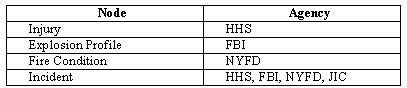 Node Agency
Injury HHS
Explosion Profile FBI
Fire Condition NYFD
Incident HHS, FBI, NYFD, JIC